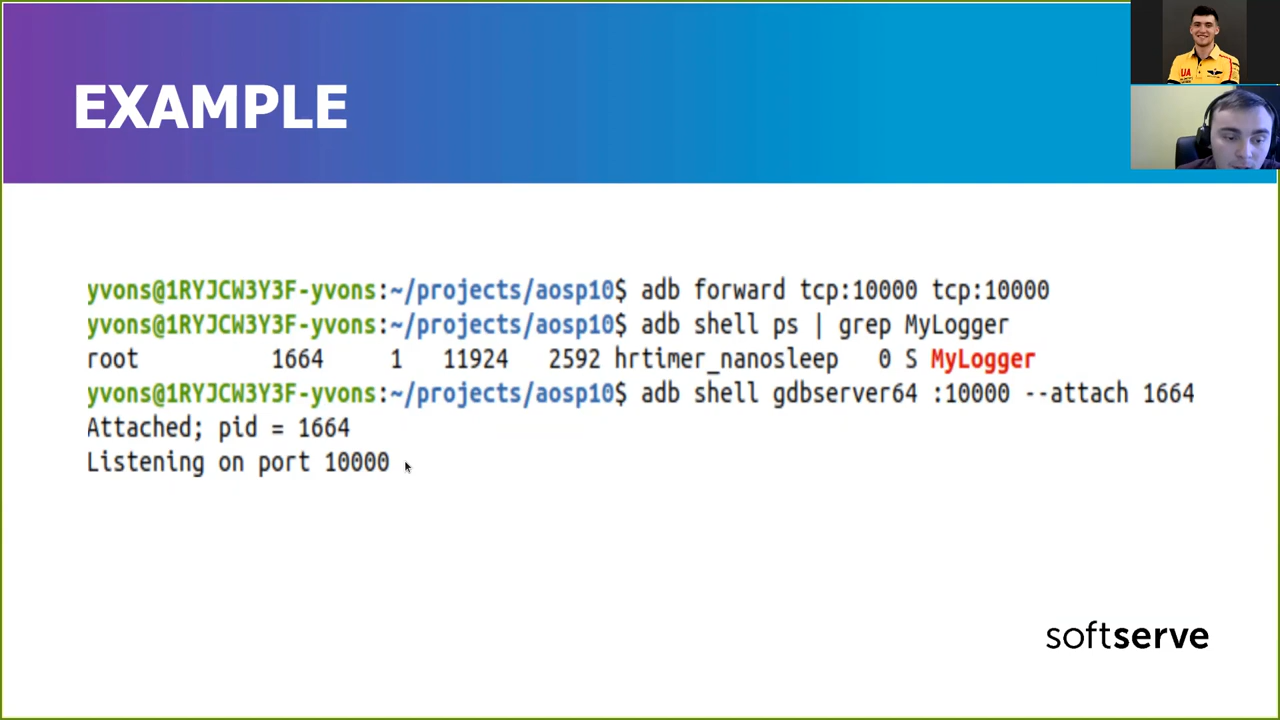 EXAMPLE
yvons@1RYJCW3Y3F-yvons:~/projects/aosp10$ adb forward tcp:10000 tcp:10000
yvons@1RYJCW3Y3F-yvons:~/projects/aosp10$ adb shell ps | grep MyLogger
root 1664 1 11924 2592 hrtimer_nanosleep 0 S MyLogger
yvons@1RYJCW3Y3F-yvons:~/projects/aosp10$ adb shell gdbserver64 :10000 --attach 1664
Attached; pid = 1664
Listening on port 10000
softserve
UA